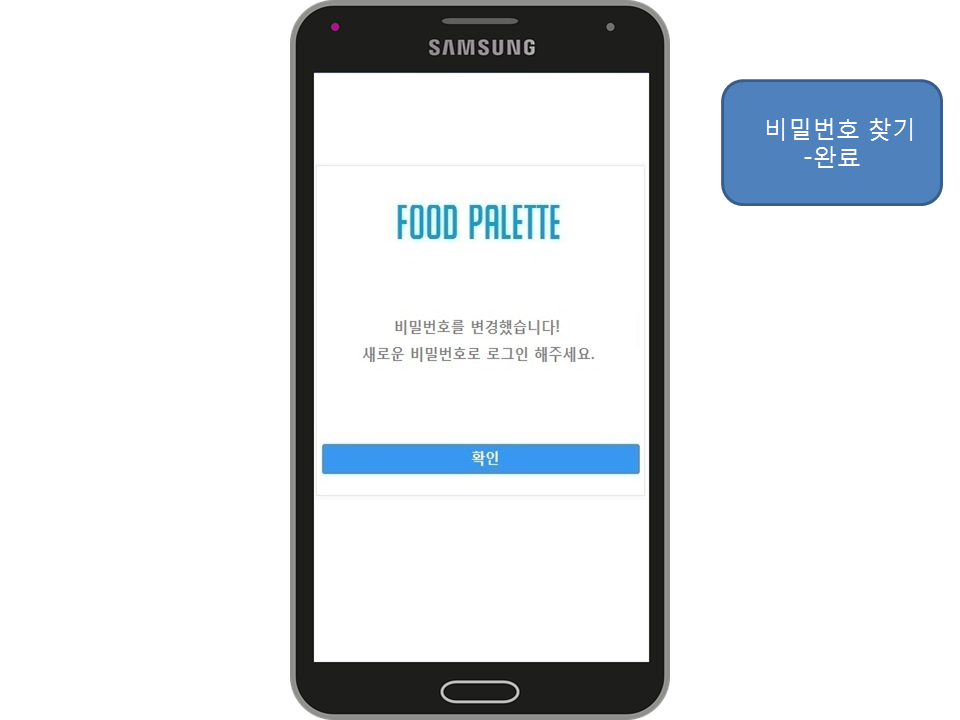 SAMSUNG
비밀번호 찾기
-완료
FOOD PALETTE
비밀번호를 변경했습니다!
새로운 비밀번호로 로그인 해주세요.
확인